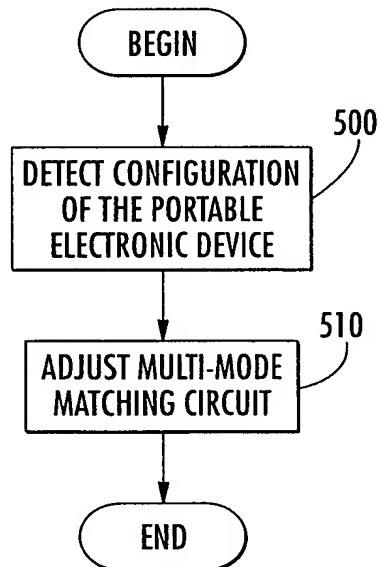 BEGIN
500
DETECT CONFIGURATION
OF THE PORTABLE
ELECTRONIC DEVICE
510
ADJUST MULTI-MODE
MATCHING CIRCUIT
END